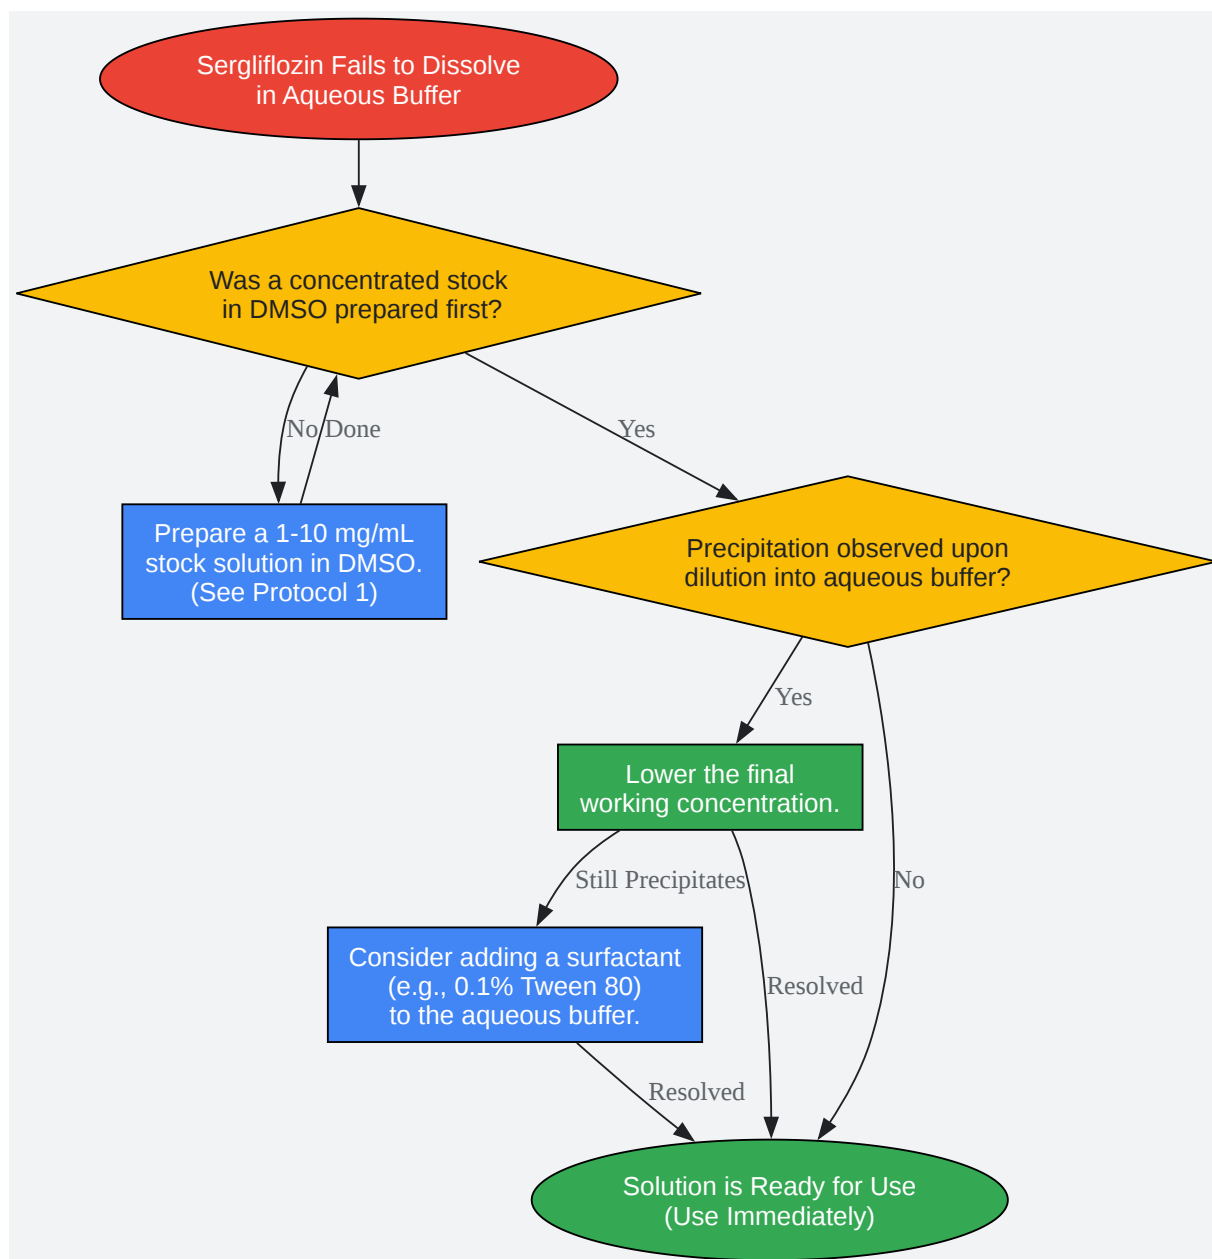 Sergliflozin Fails to Dissolve
in Aqueous Buffer
Was a concentrated stock
in DMSO prepared first?
No
Done
Yes
Prepare a 1-10 mg/mL
stock solution in DMSO.
(See Protocol 1)
Precipitation observed upon
dilution into aqueous buffer?
Yes
Lower the final
working concentration.
Still Precipitates
No
Consider adding a surfactant
(e.g., 0.1% Tween 80)
to the aqueous buffer.
Resolved
Resolved
Solution is Ready for Use
(Use Immediately)